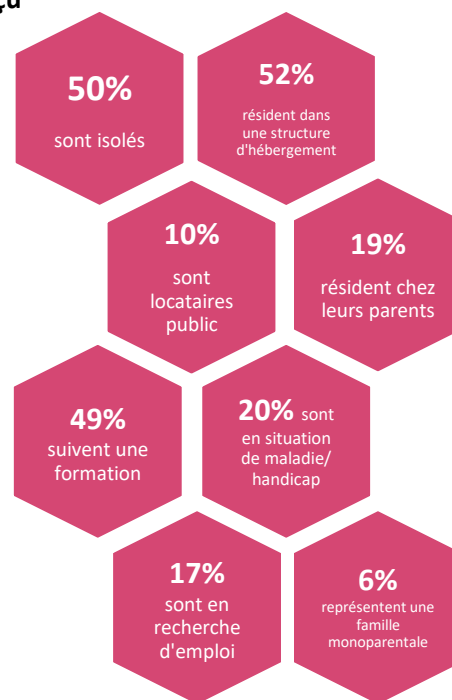 50%
sont isolés
52%
résident dans
une structure
d'hébergement
10%
sont
locataires
public
19%
résident chez
leurs parents
49%
suivent une
formation
20% sont
en situation
de maladie/
handicap
17%
sont en
recherche
d'emploi
6%
représentent une
famille
monoparentale